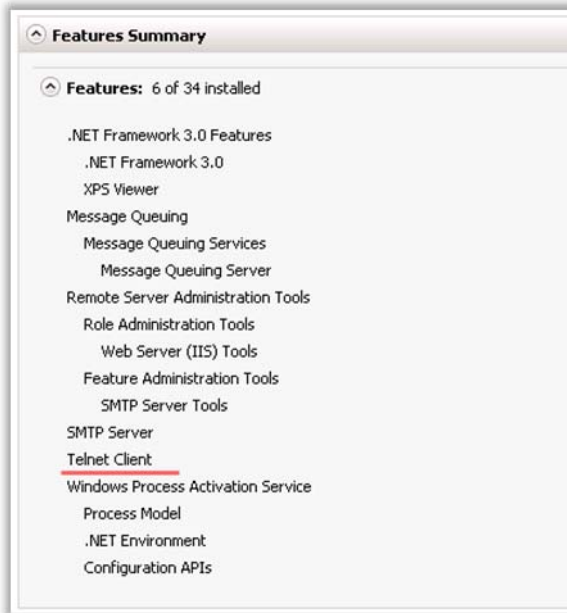 Features Summary
Features: 6 of 34 installed
.NET Framework 3.0 Features
.NET Framework 3.0
XPS Viewer
Message Queuing
Message Queuing Services
Message Queuing Server
Remote Server Administration Tools
Role Administration Tools
Web Server (IIS) Tools
Feature Administration Tools
SMTP Server Tools
SMTP Server
Telnet Client
Windows Process Activation Service
Process Model
.NET Environment
Configuration APIs